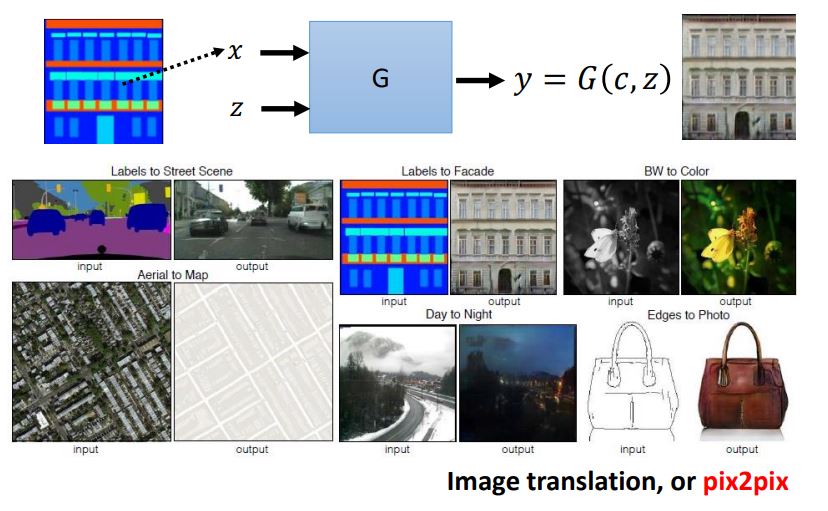 x
z
G
y = G(c, z)
Labels to Street Scene
input
output
Labels to Facade
input
output
BW to Color
input
output
Aerial to Map
input
output
Day to Night
input
output
Edges to Photo
input
output
Image translation, or pix2pix